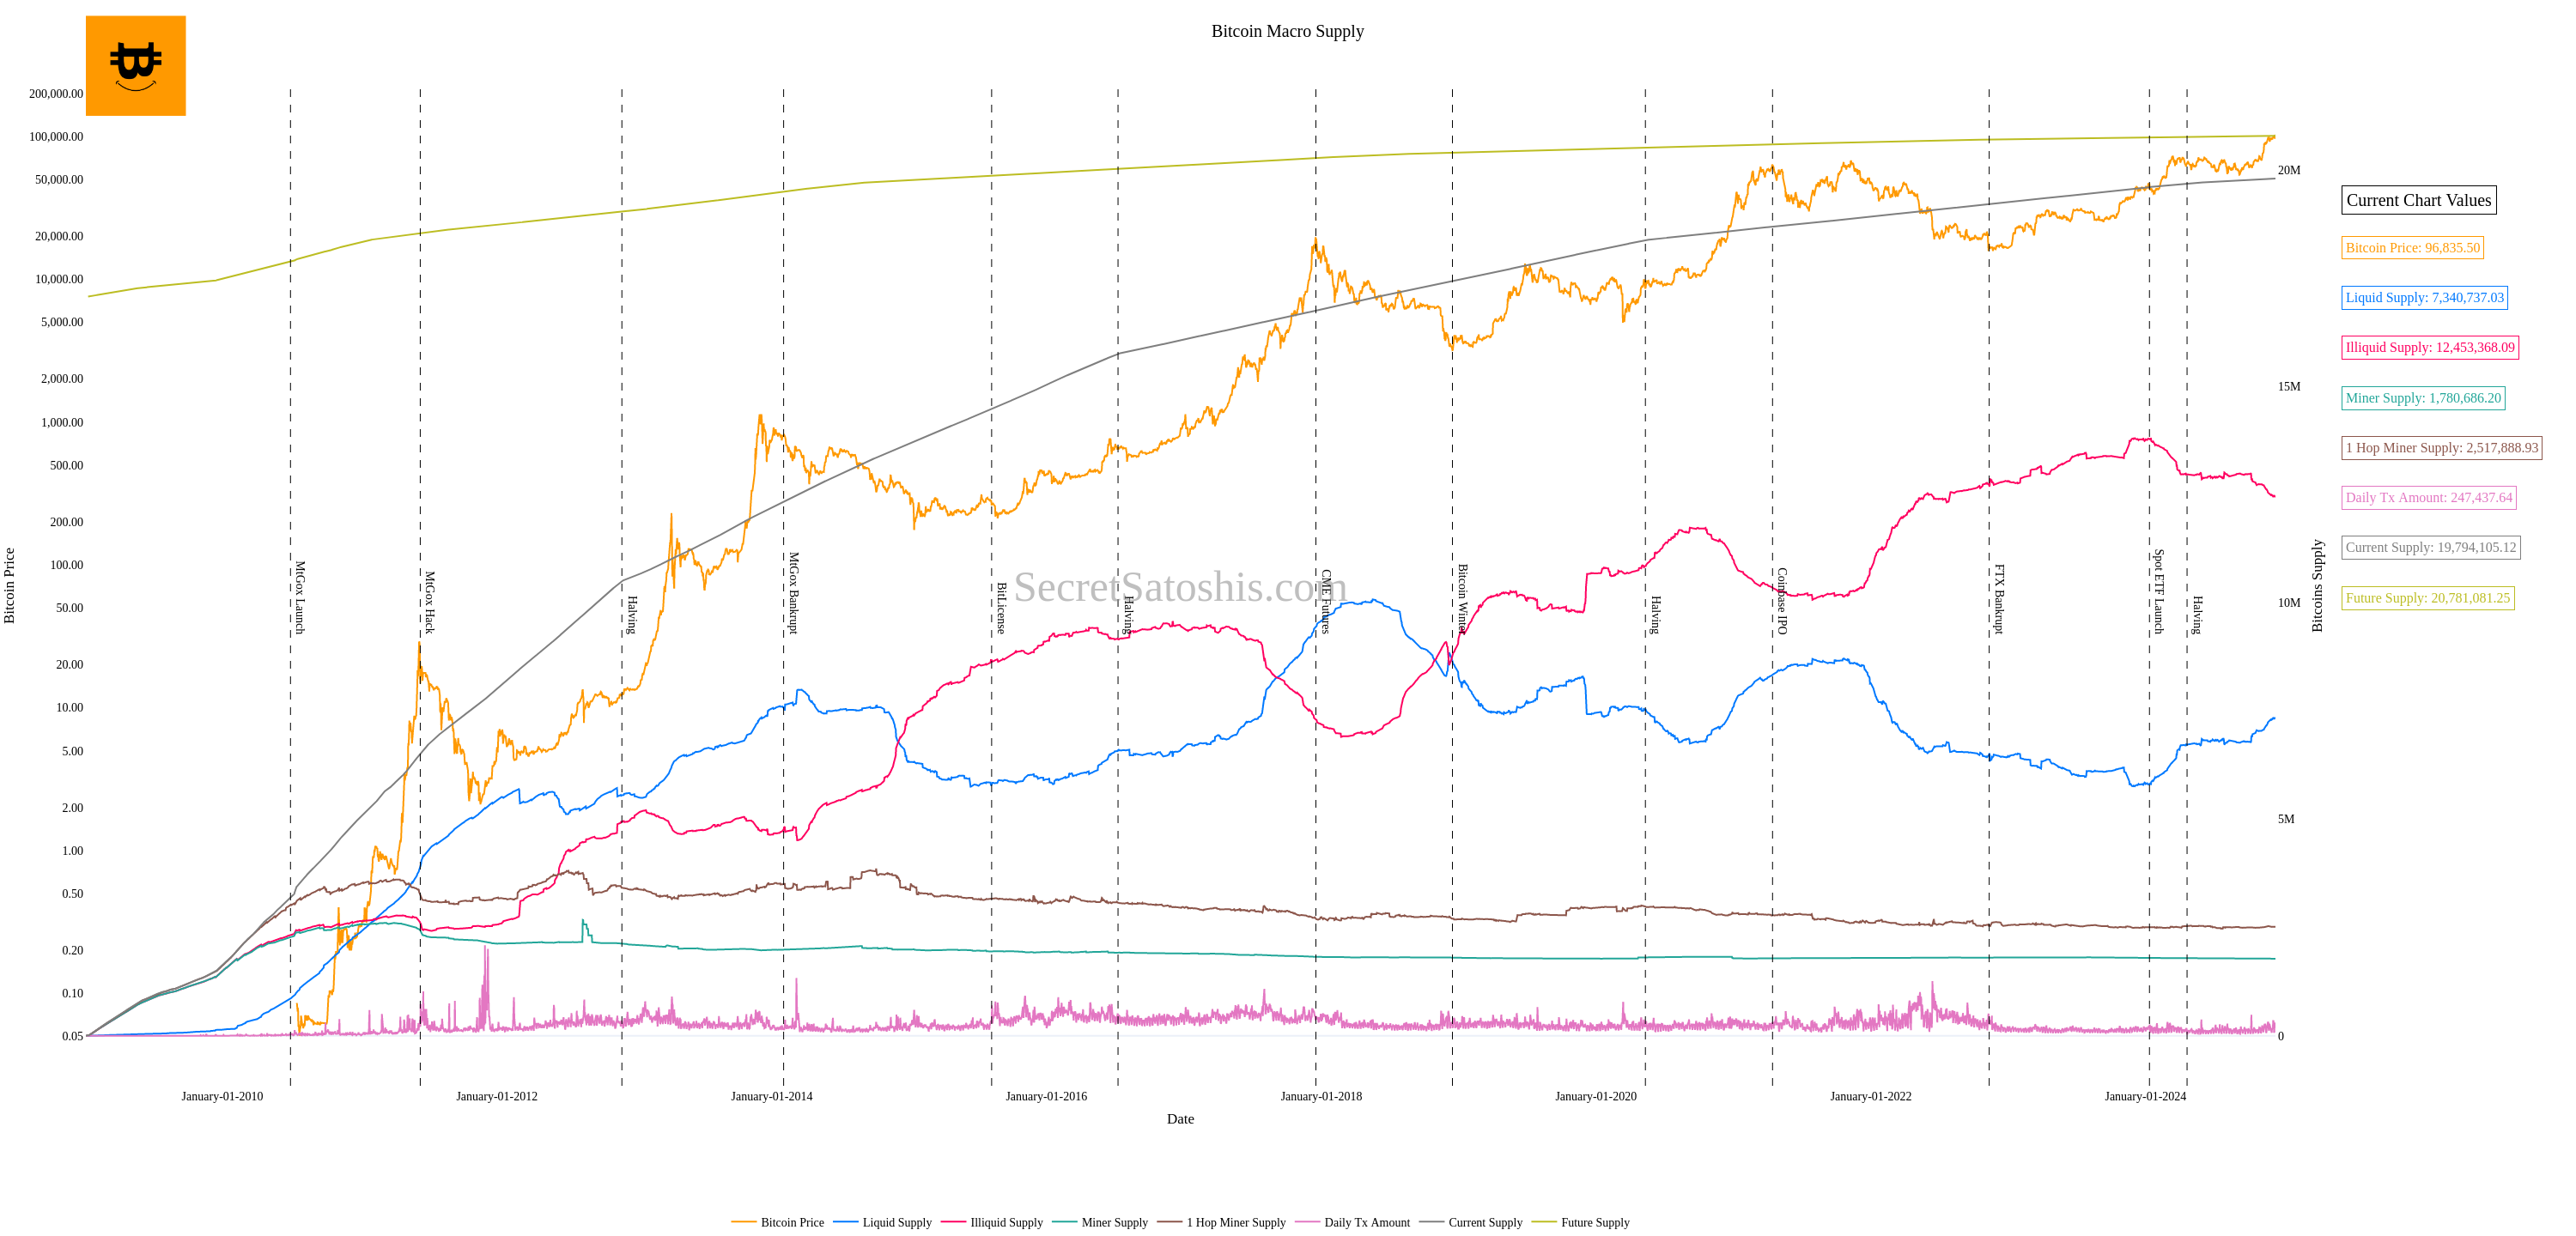 Bitcoin Macro Supply
200,000.00
100,000.00
50,000.00
20,000.00
10,000.00
5,000.00
2,000.00
1,000.00
500.00
200.00
100.00
50.00
20.00
10.00
5.00
2.00
1.00
0.50
0.20
0.10
0.05
Bitcoin Price
MtGox Launch
MtGox Hack
Halving
MtGox Bankrupt
BitLicense
Halving
CME Futures
Bitcoin Winter
Halving
Coinbase IPO
FTX Bankrupt
Spot ETF Launch
Halving
SecretSatoshis.com
20M
15M
10M
5M
0
Bitcoins Supply
Current Chart Values
Bitcoin Price: 96,835.50
Liquid Supply: 7,340,737.03
Illiquid Supply: 12,453,368.09
Miner Supply: 1,780,686.20
1 Hop Miner Supply: 2,517,888.93
Daily Tx Amount: 247,437.64
Current Supply: 19,794,105.12
Future Supply: 20,781,081.25
January-01-2010
January-01-2012
January-01-2014
January-01-2016
January-01-2018
January-01-2020
January-01-2022
January-01-2024
Date
Bitcoin Price
Liquid Supply
Illiquid Supply
Miner Supply
1 Hop Miner Supply
Daily Tx Amount
Current Supply
Future Supply